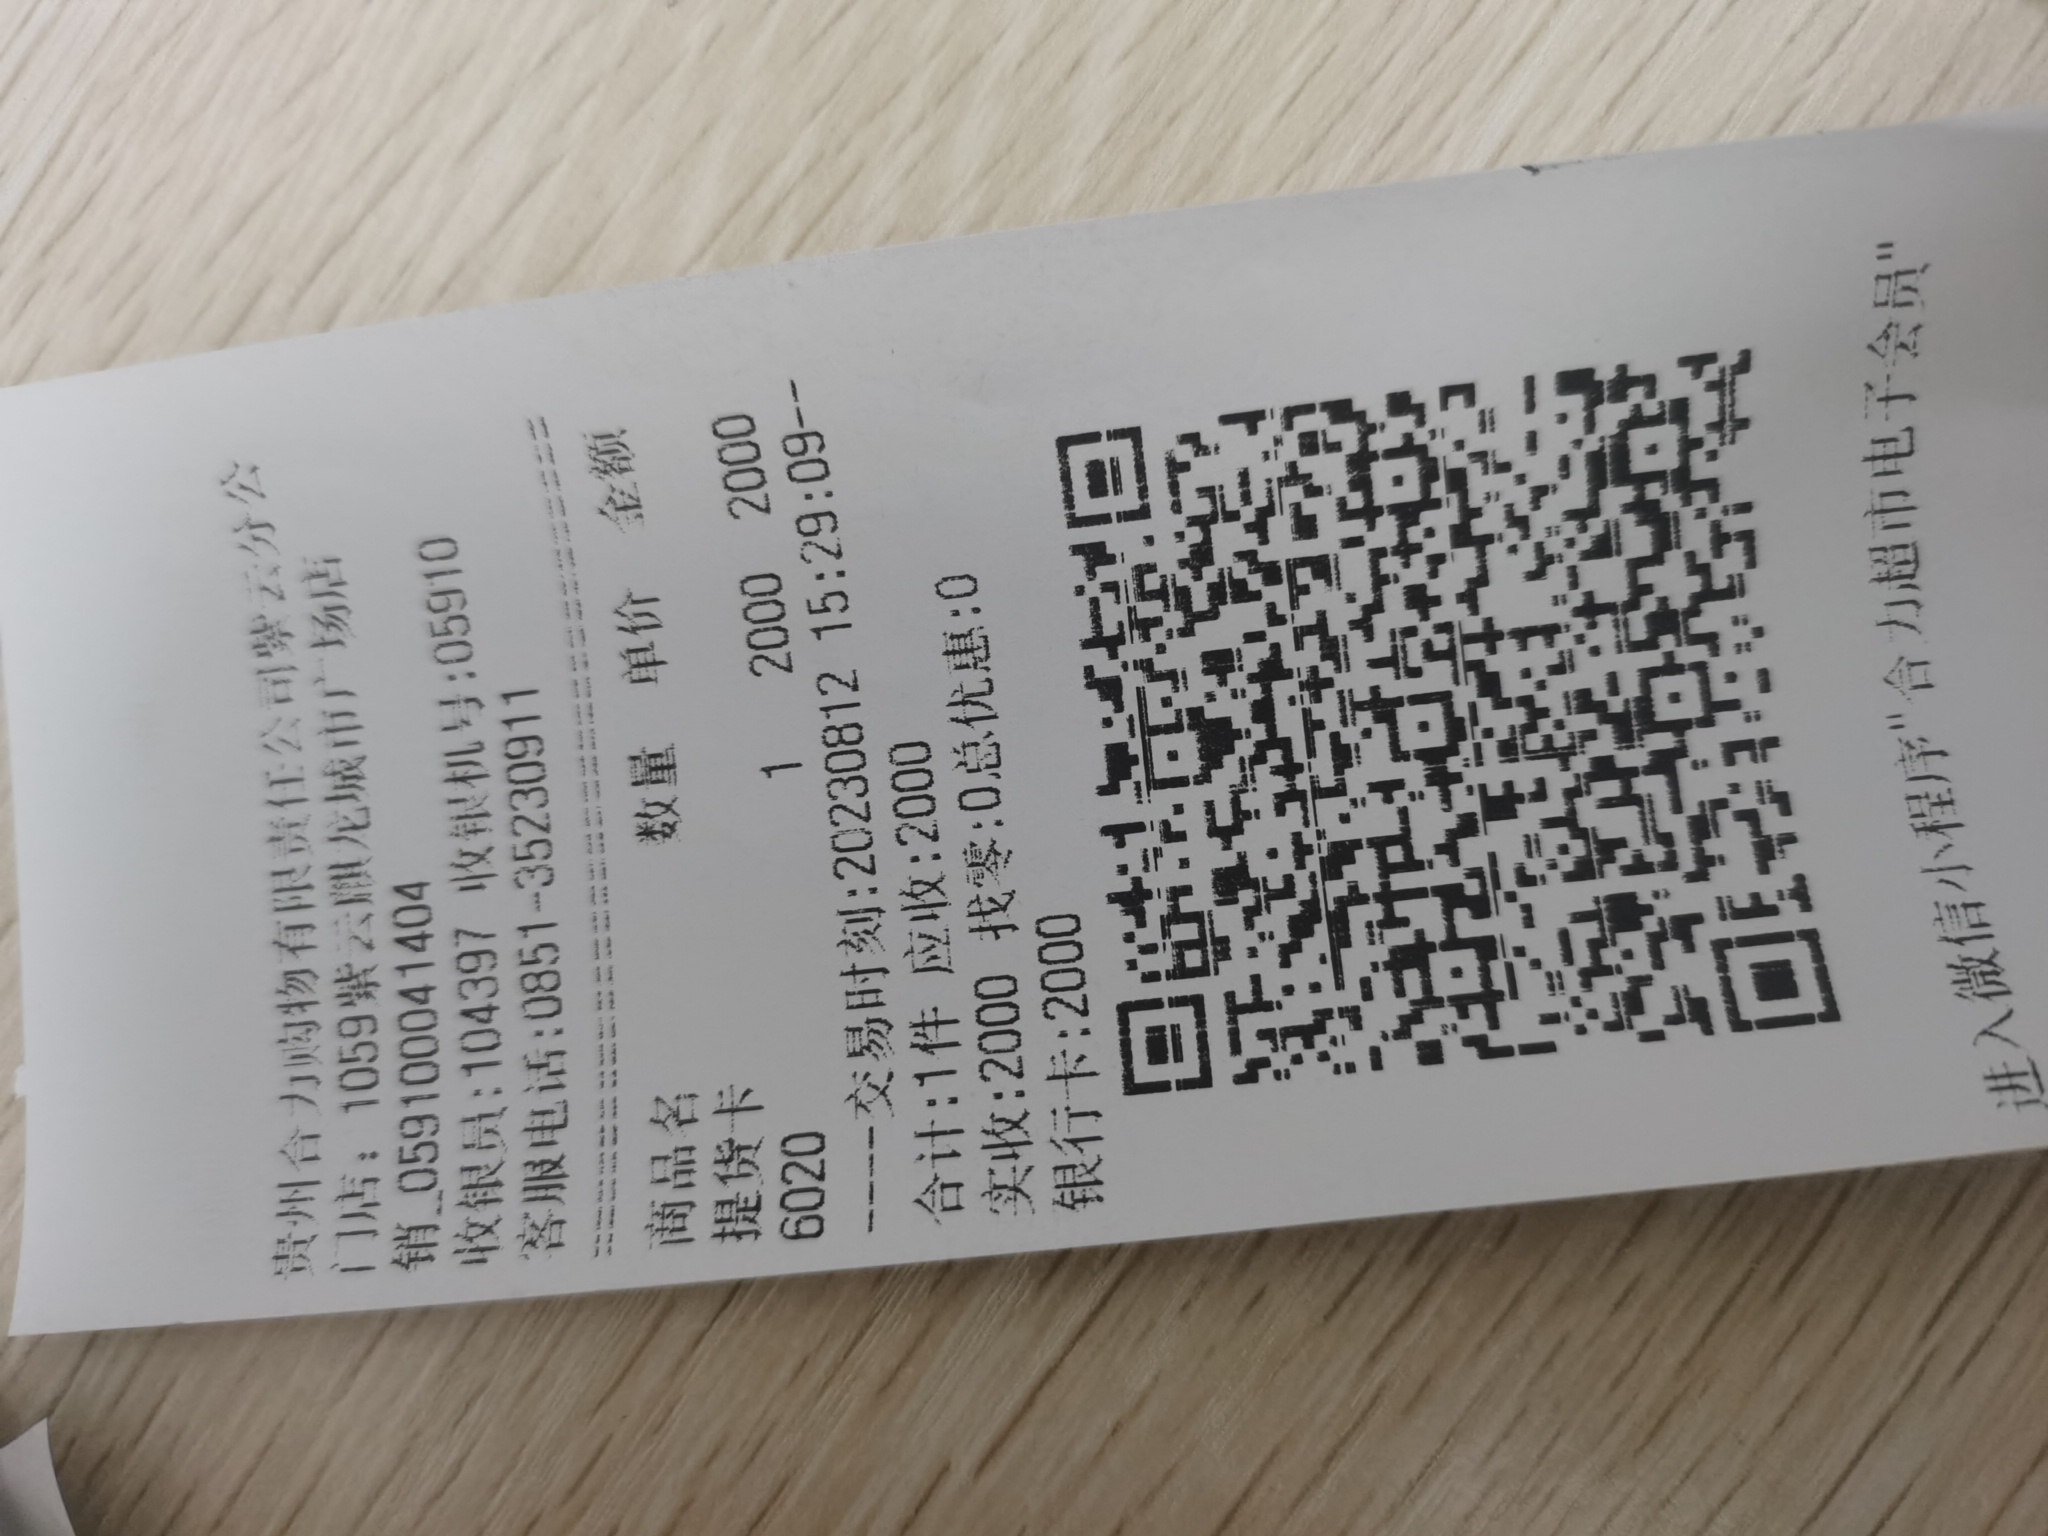 贵州合力购物有限责任公司紫云分公
门店: 1059紫云麒龙城市广场店
销_059100041404
收银员:104397 收银机号:05910
客服电话:0851-35230911
================================
商品名 数量 单价 金额
提货卡
6020 1 2000 2000
----交易时刻:20230812 15:29:09--
合计:1件 应收:2000
实收:2000 找零:0总优惠:0
银行卡:2000
进入微信小程序"合力超市电子会员"